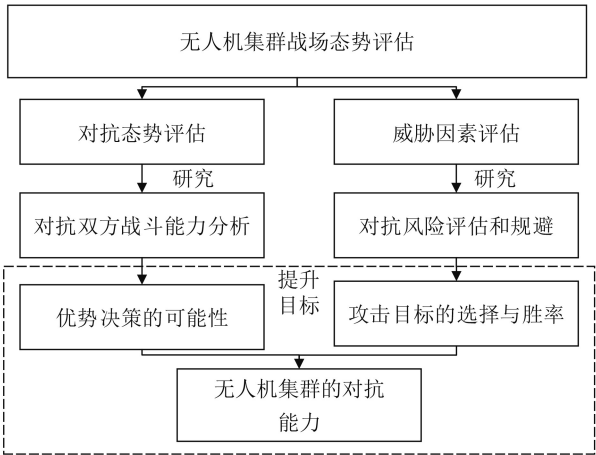 无人机集群战场态势评估
对抗态势评估
威胁因素评估
研究
研究
对抗双方战斗能力分析
对抗风险评估和规避
提升
目标
优势决策的可能性
攻击目标的选择与胜率
无人机集群的对抗
能力